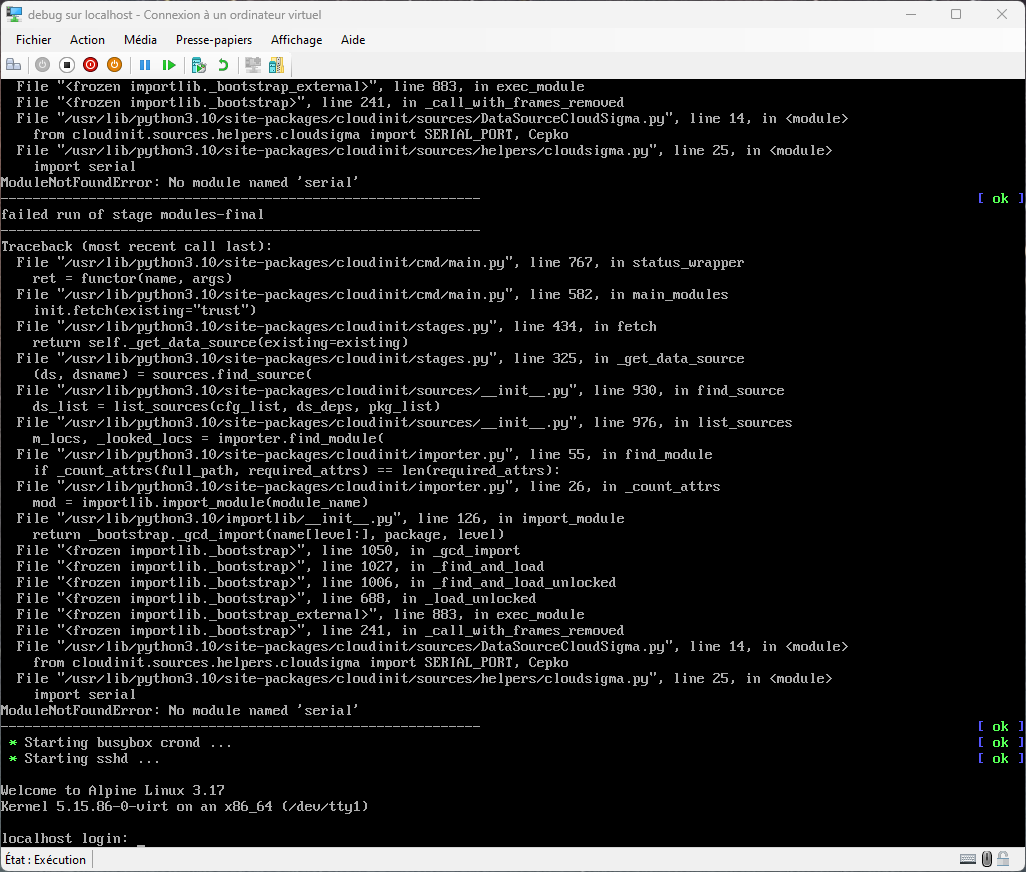 debug sur localhost - Connexion à un ordinateur virtuel
Fichier Action Média Presse-papiers Affichage Aide
File "<frozen importlib._bootstrap_external>", line 883, in exec_module
File "<frozen importlib._bootstrap>", line 241, in _call_with_frames_removed
File "/usr/lib/python3.10/site-packages/cloudinit/sources/DataSourceCloudSigma.py", line 14, in <module>
from cloudinit.sources.helpers.cloudsigma import SERIAL_PORT, Cepko
File "/usr/lib/python3.10/site-packages/cloudinit/sources/helpers/cloudsigma.py", line 25, in <module>
import serial
ModuleNotFoundError: No module named 'serial'
------------------------------------------------------------ [ ok ]
failed run of stage modules-final
------------------------------------------------------------
Traceback (most recent call last):
File "/usr/lib/python3.10/site-packages/cloudinit/cmd/main.py", line 767, in status_wrapper
ret = functor(name, args)
File "/usr/lib/python3.10/site-packages/cloudinit/cmd/main.py", line 582, in main_modules
init.fetch(existing="trust")
File "/usr/lib/python3.10/site-packages/cloudinit/stages.py", line 434, in fetch
return self._get_data_source(existing=existing)
File "/usr/lib/python3.10/site-packages/cloudinit/stages.py", line 325, in _get_data_source
(ds, dsname) = sources.find_source(
File "/usr/lib/python3.10/site-packages/cloudinit/sources/__init__.py", line 930, in find_source
ds_list = list_sources(cfg_list, ds_deps, pkg_list)
File "/usr/lib/python3.10/site-packages/cloudinit/sources/__init__.py", line 976, in list_sources
m_locs, _looked_locs = importer.find_module(
File "/usr/lib/python3.10/site-packages/cloudinit/importer.py", line 55, in find_module
if _count_attrs(full_path, required_attrs) == len(required_attrs):
File "/usr/lib/python3.10/site-packages/cloudinit/importer.py", line 26, in _count_attrs
mod = importlib.import_module(module_name)
File "/usr/lib/python3.10/importlib/__init__.py", line 126, in import_module
return _bootstrap._gcd_import(name[level:], package, level)
File "<frozen importlib._bootstrap>", line 1050, in _gcd_import
File "<frozen importlib._bootstrap>", line 1027, in _find_and_load
File "<frozen importlib._bootstrap>", line 1006, in _find_and_load_unlocked
File "<frozen importlib._bootstrap>", line 688, in _load_unlocked
File "<frozen importlib._bootstrap_external>", line 883, in exec_module
File "<frozen importlib._bootstrap>", line 241, in _call_with_frames_removed
File "/usr/lib/python3.10/site-packages/cloudinit/sources/DataSourceCloudSigma.py", line 14, in <module>
from cloudinit.sources.helpers.cloudsigma import SERIAL_PORT, Cepko
File "/usr/lib/python3.10/site-packages/cloudinit/sources/helpers/cloudsigma.py", line 25, in <module>
import serial
ModuleNotFoundError: No module named 'serial'
------------------------------------------------------------ [ ok ]
* Starting busybox crond ... [ ok ]
* Starting sshd ... [ ok ]
Welcome to Alpine Linux 3.17
Kernel 5.15.86-0-virt on an x86_64 (/dev/tty1)
localhost login: _
État : Exécution